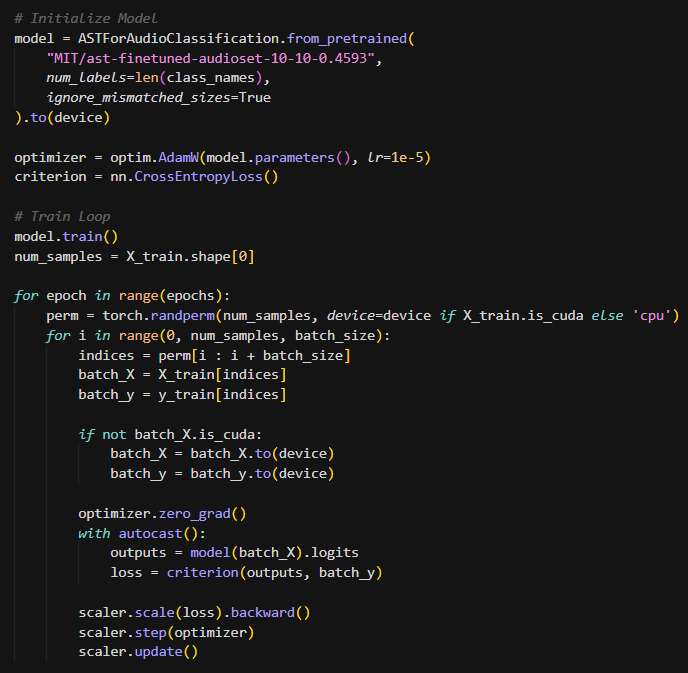 # Initialize Model
model = ASTForAudioClassification.from_pretrained(
    "MIT/ast-finetuned-audioset-10-10-0.4593",
    num_labels=len(class_names),
    ignore_mismatched_sizes=True
).to(device)

optimizer = optim.AdamW(model.parameters(), lr=1e-5)
criterion = nn.CrossEntropyLoss()

# Train Loop
model.train()
num_samples = X_train.shape[0]

for epoch in range(epochs):
    perm = torch.randperm(num_samples, device=device if X_train.is_cuda else 'cpu')
    for i in range(0, num_samples, batch_size):
        indices = perm[i : i + batch_size]
        batch_X = X_train[indices]
        batch_y = y_train[indices]

        if not batch_X.is_cuda:
            batch_X = batch_X.to(device)
            batch_y = batch_y.to(device)

        optimizer.zero_grad()
        with autocast():
            outputs = model(batch_X).logits
            loss = criterion(outputs, batch_y)

        scaler.scale(loss).backward()
        scaler.step(optimizer)
        scaler.update()